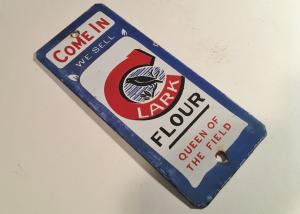 COME IN
WE SELL
CLARK
FLOUR
QUEEN OF
THE FIELD